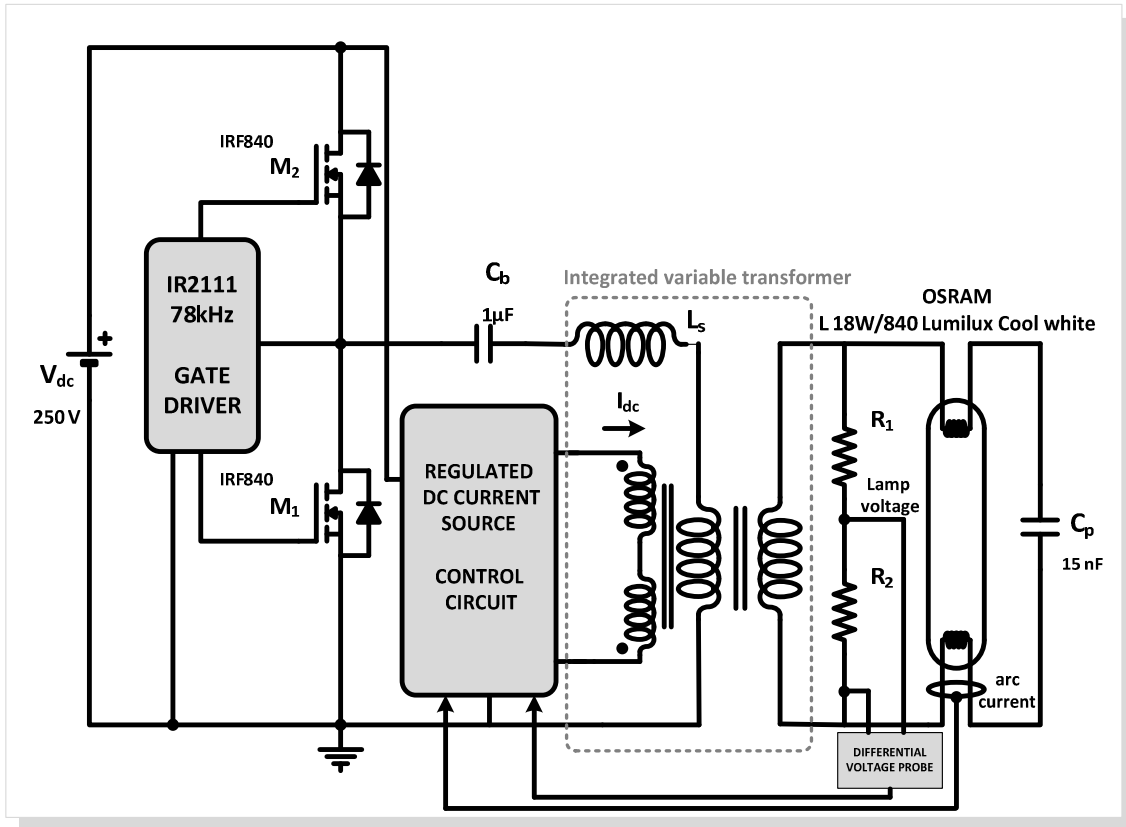 IRF840
M2
IR2111
78kHz
GATE
DRIVER
Vdc
+
250 V
IRF840
M1
Cb
1µF
Integrated variable transformer
Ls
Idc
REGULATED
DC CURRENT
SOURCE
CONTROL
CIRCUIT
OSRAM
L 18W/840 Lumilux Cool white
R1
Lamp
voltage
R2
Cp
15 nF
arc
current
DIFFERENTIAL
VOLTAGE PROBE